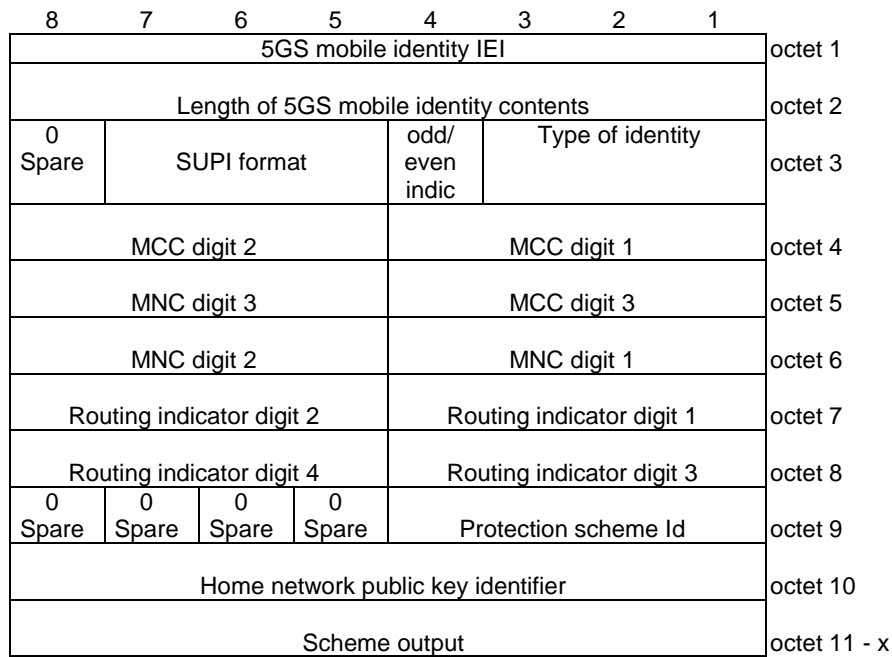 8 7 6 5 4 3 2 1
5GS mobile identity IEI octet 1
Length of 5GS mobile identity contents octet 2
0 odd/ Type of identity
Spare SUPI format even octet 3
indic
MCC digit 2 MCC digit 1 octet 4
MNC digit 3 MCC digit 3 octet 5
MNC digit 2 MNC digit 1 octet 6
Routing indicator digit 2 Routing indicator digit 1 octet 7
Routing indicator digit 4 Routing indicator digit 3 octet 8
0 0 0 0
Spare Spare Spare Spare Protection scheme Id octet 9
Home network public key identifier octet 10
Scheme output octet 11 - x